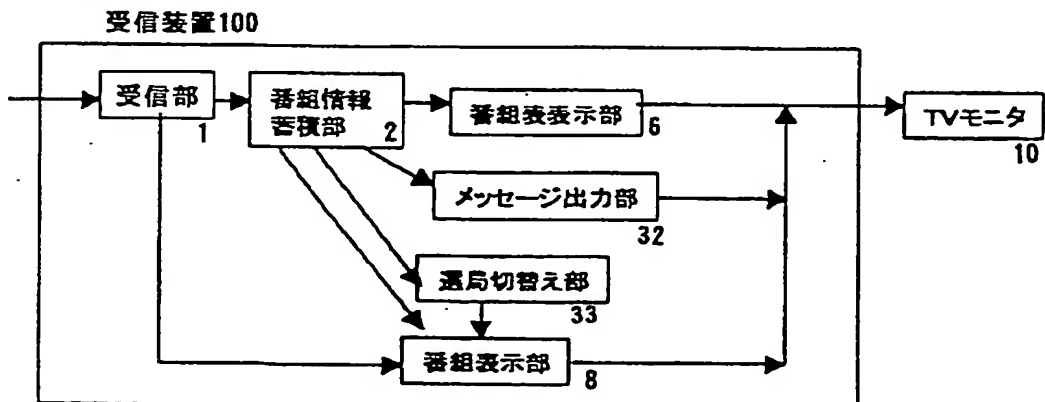 受信装置100
受信部
1
番組情報
蓄積部
2
番組表表示部
6
TVモニタ
10
メッセージ出力部
32
選局切替え部
33
番組表示部
8